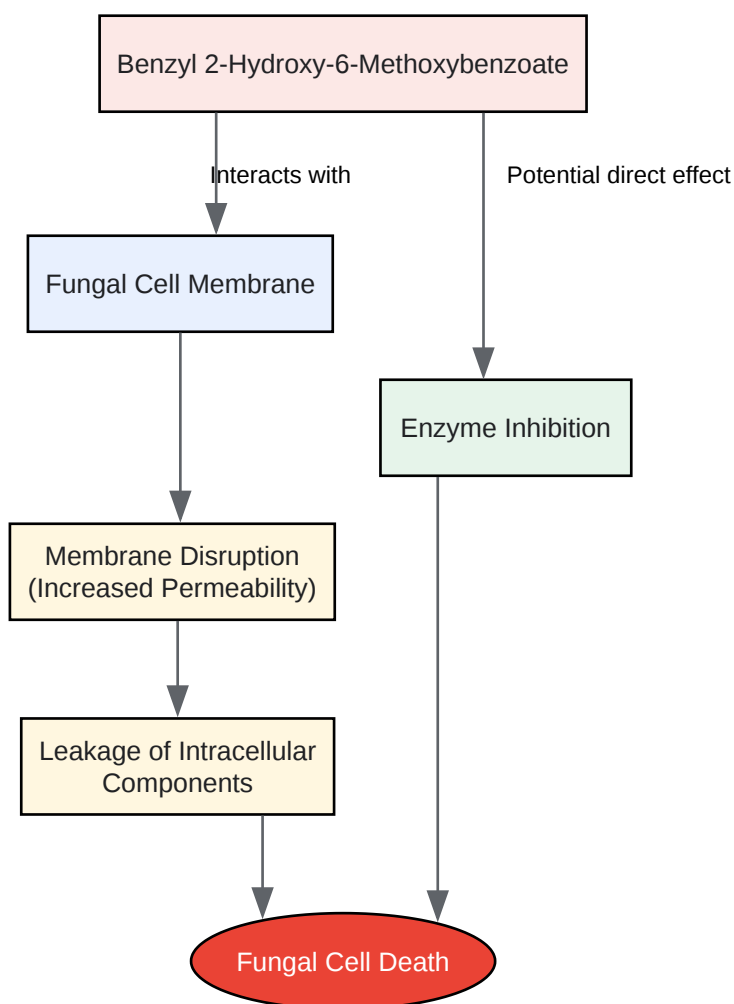 Benzyl 2-Hydroxy-6-Methoxybenzoate
Interacts with
Potential direct effect
Fungal Cell Membrane
Enzyme Inhibition
Membrane Disruption
(Increased Permeability)
Leakage of Intracellular
Components
Fungal Cell Death